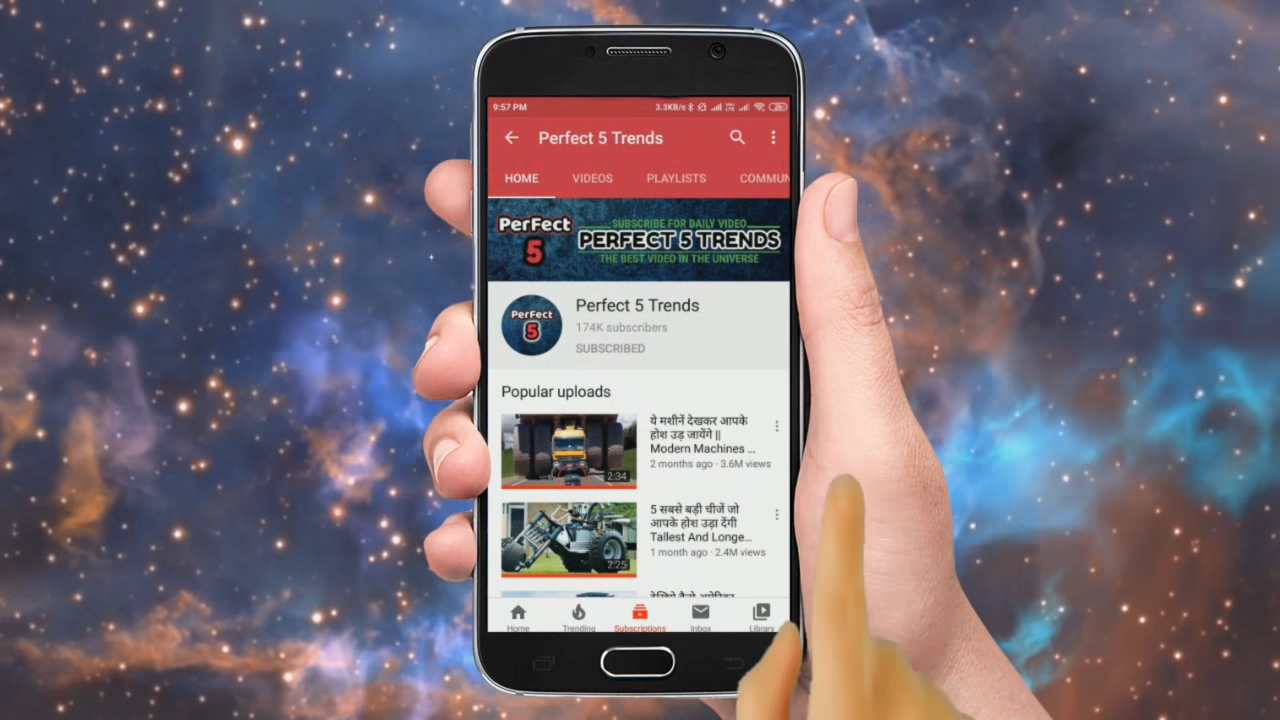 9:57 PM
3.3KB/s
Perfect 5 Trends
HOME VIDEOS PLAYLISTS COMMUN
PerFect
5
SUBSCRIBE FOR DAILY VIDEO
PERFECT 5 TRENDS
THE BEST VIDEO IN THE UNIVERSE
PerFect
5
Perfect 5 Trends
174K subscribers
SUBSCRIBED
Popular uploads
2:34
ये मशीनें देखकर आपके
होश उड़ जायेंगे ||
Modern Machines ...
2 months ago · 3.6M views
2:25
5 सबसे बड़ी चीजें जो
आपके होश उड़ा देंगी
Tallest And Longe...
1 month ago · 2.4M views
Home Trending Subscriptions Inbox Library